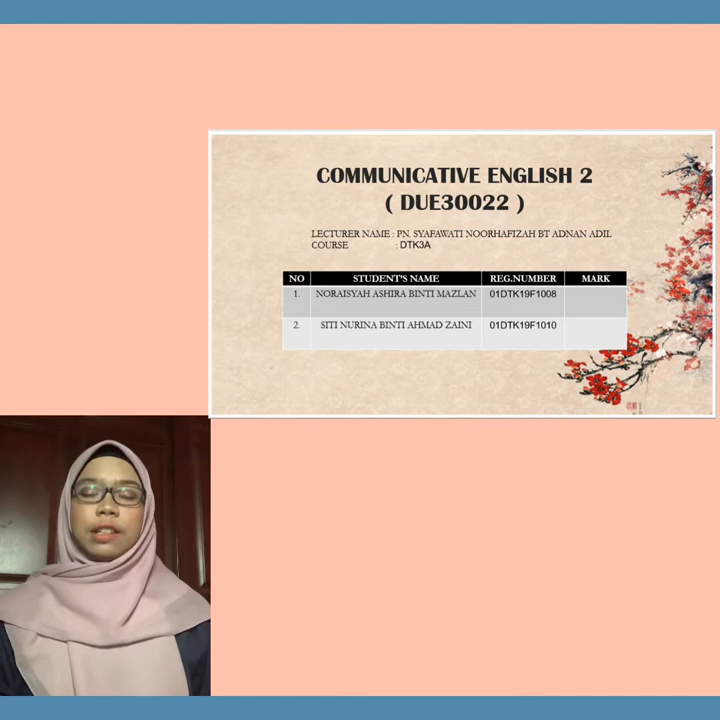 COMMUNICATIVE ENGLISH 2
( DUE30022 )
LECTURER NAME : PN. SYAFAWATI NOORHAFIZAH BT ADNAN ADIL
COURSE : DTK3A
NO STUDENT'S NAME REG.NUMBER MARK
1. NORAISYAH ASHIRA BINTI MAZLAN 01DTK19F1008
2. SITI NURINA BINTI AHMAD ZAINI 01DTK19F1010